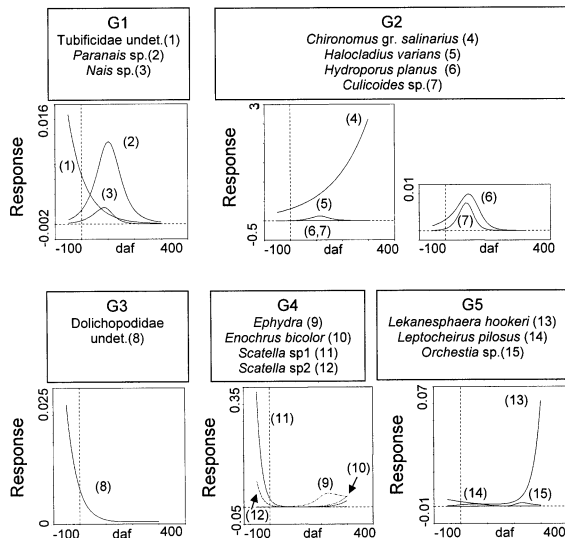 G1
Tubificidae undet.(1)
Paranais sp.(2)
Nais sp.(3)
G2
Chironomus gr. salinarius (4)
Halocladius varians (5)
Hydroporus planus (6)
Culicoides sp.(7)
Response
0.016
-0.002
(1)
(2)
(3)
-100 daf 400
Response
3
-0.5
(4)
(5)
(6,7)
-100 daf 400
0.01
(6)
(7)
-100 daf 400
G3
Dolichopodidae
undet.(8)
G4
Ephydra (9)
Enochrus bicolor (10)
Scatella sp1 (11)
Scatella sp2 (12)
G5
Lekanesphaera hookeri (13)
Leptocheirus pilosus (14)
Orchestia sp.(15)
Response
0.025
0
(8)
-100 daf 400
Response
0.35
-0.05
(11)
(12)
(9)
(10)
-100 daf 400
Response
0.07
-0.01
(13)
(14)
(15)
-100 daf 400